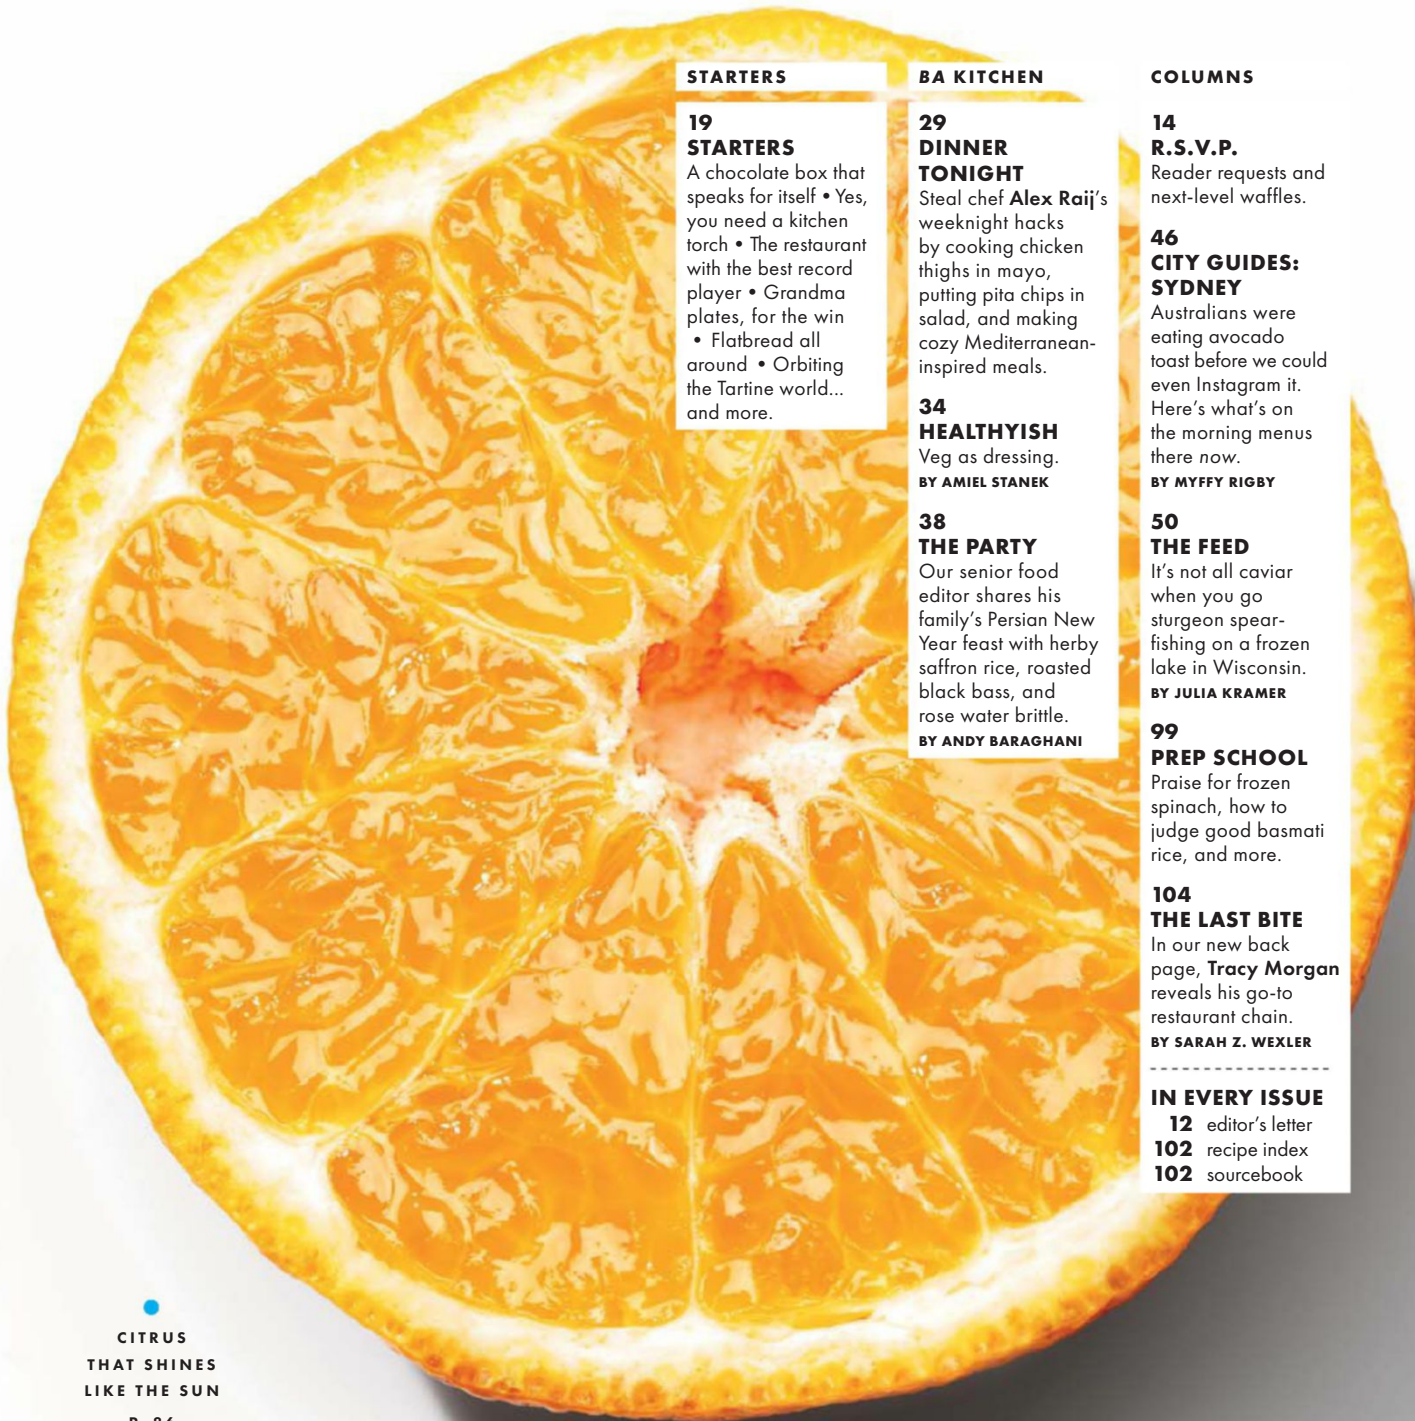 STARTERS
19
STARTERS
A chocolate box that
speaks for itself • Yes,
you need a kitchen
torch • The restaurant
with the best record
player • Grandma
plates, for the win
• Flatbread all
around • Orbiting
the Tartine world...
and more.
BA KITCHEN
29
DINNER
TONIGHT
Steal chef Alex Raij's
weeknight hacks
by cooking chicken
thighs in mayo,
putting pita chips in
salad, and making
cozy Mediterranean-
inspired meals.
34
HEALTHYISH
Veg as dressing.
BY AMIEL STANEK
38
THE PARTY
Our senior food
editor shares his
family's Persian New
Year feast with herby
saffron rice, roasted
black bass, and
rose water brittle.
BY ANDY BARAGHANI
COLUMNS
14
R.S.V.P.
Reader requests and
next-level waffles.
46
CITY GUIDES:
SYDNEY
Australians were
eating avocado
toast before we could
even Instagram it.
Here's what's on
the morning menus
there now.
BY MYFFY RIGBY
50
THE FEED
It's not all caviar
when you go
sturgeon spear-
fishing on a frozen
lake in Wisconsin.
BY JULIA KRAMER
99
PREP SCHOOL
Praise for frozen
spinach, how to
judge good basmati
rice, and more.
104
THE LAST BITE
In our new back
page, Tracy Morgan
reveals his go-to
restaurant chain.
BY SARAH Z. WEXLER
IN EVERY ISSUE
12 editor's letter
102 recipe index
102 sourcebook
CITRUS
THAT SHINES
LIKE THE SUN